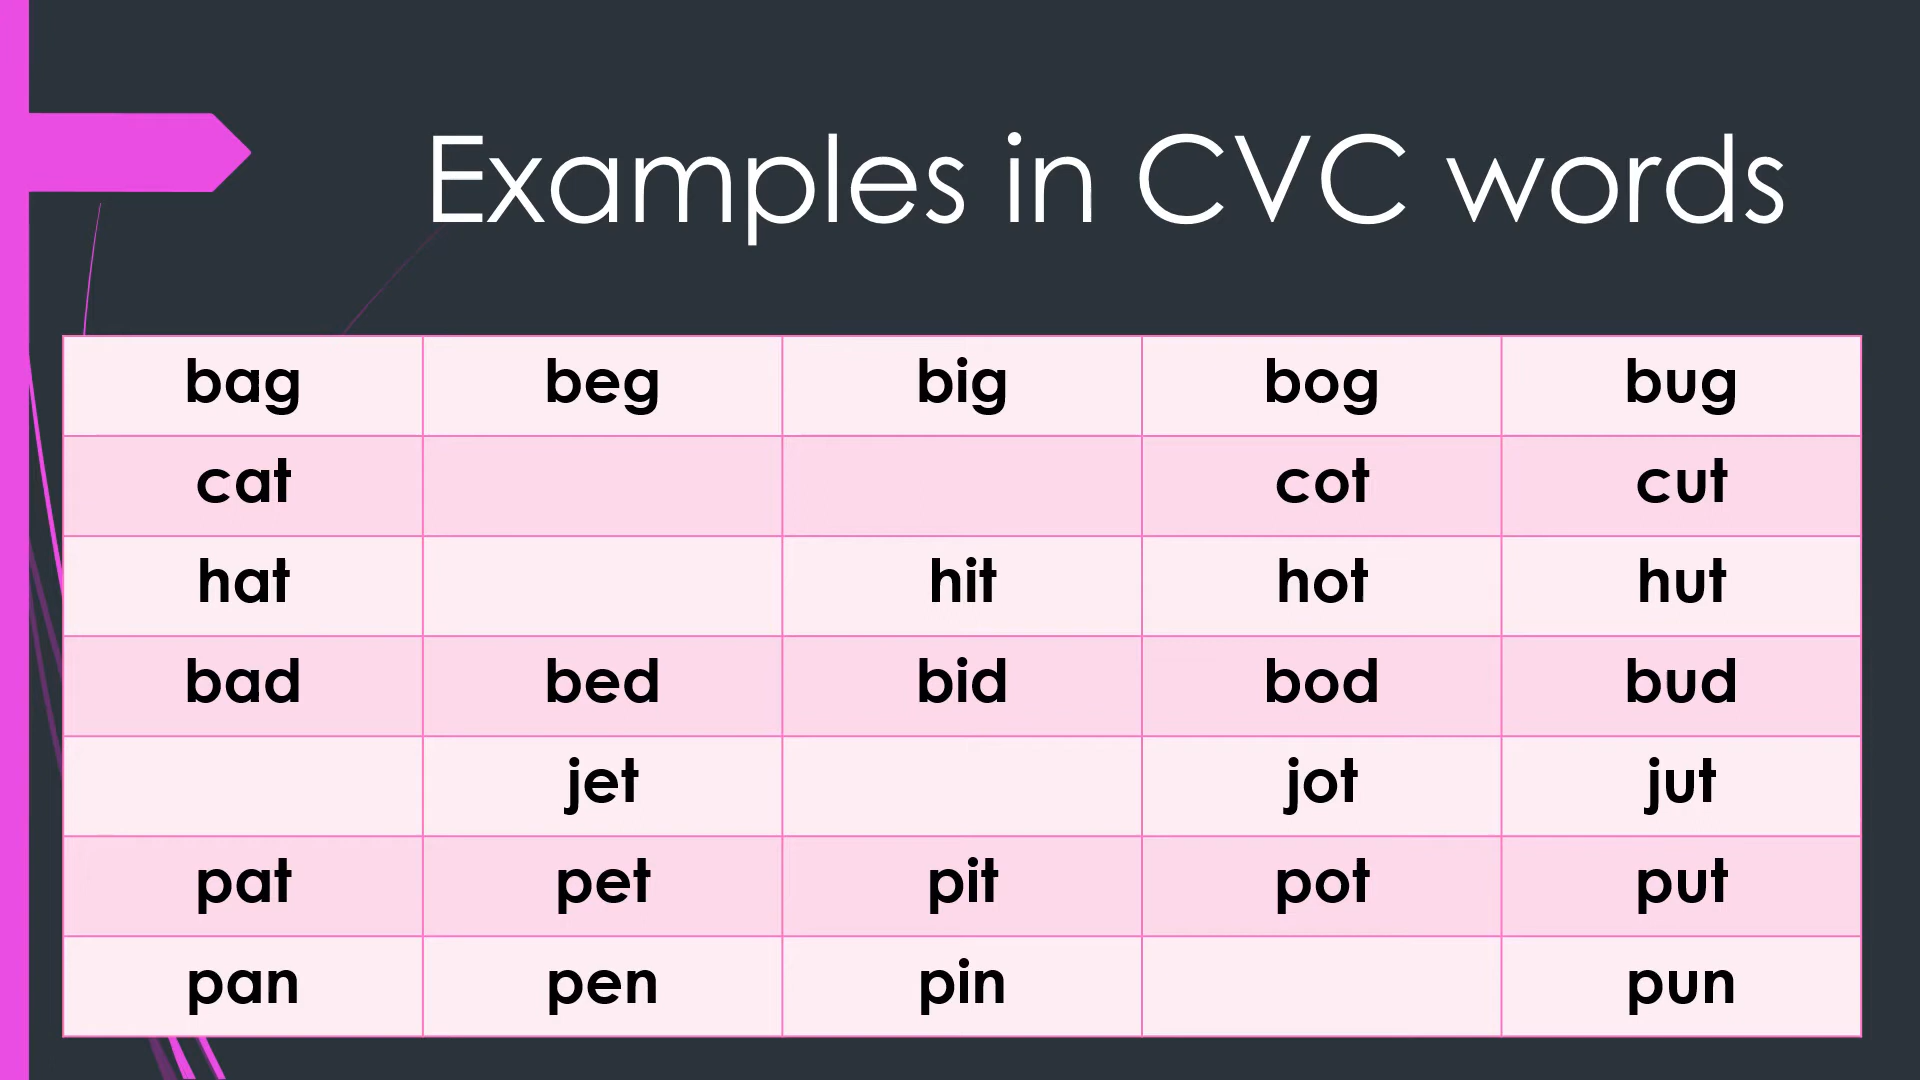 Examples in CVC words
bag beg big bog bug
cat cot cut
hat hit hot hut
bad bed bid bod bud
jet jot jut
pat pet pit pot put
pan pen pin pun